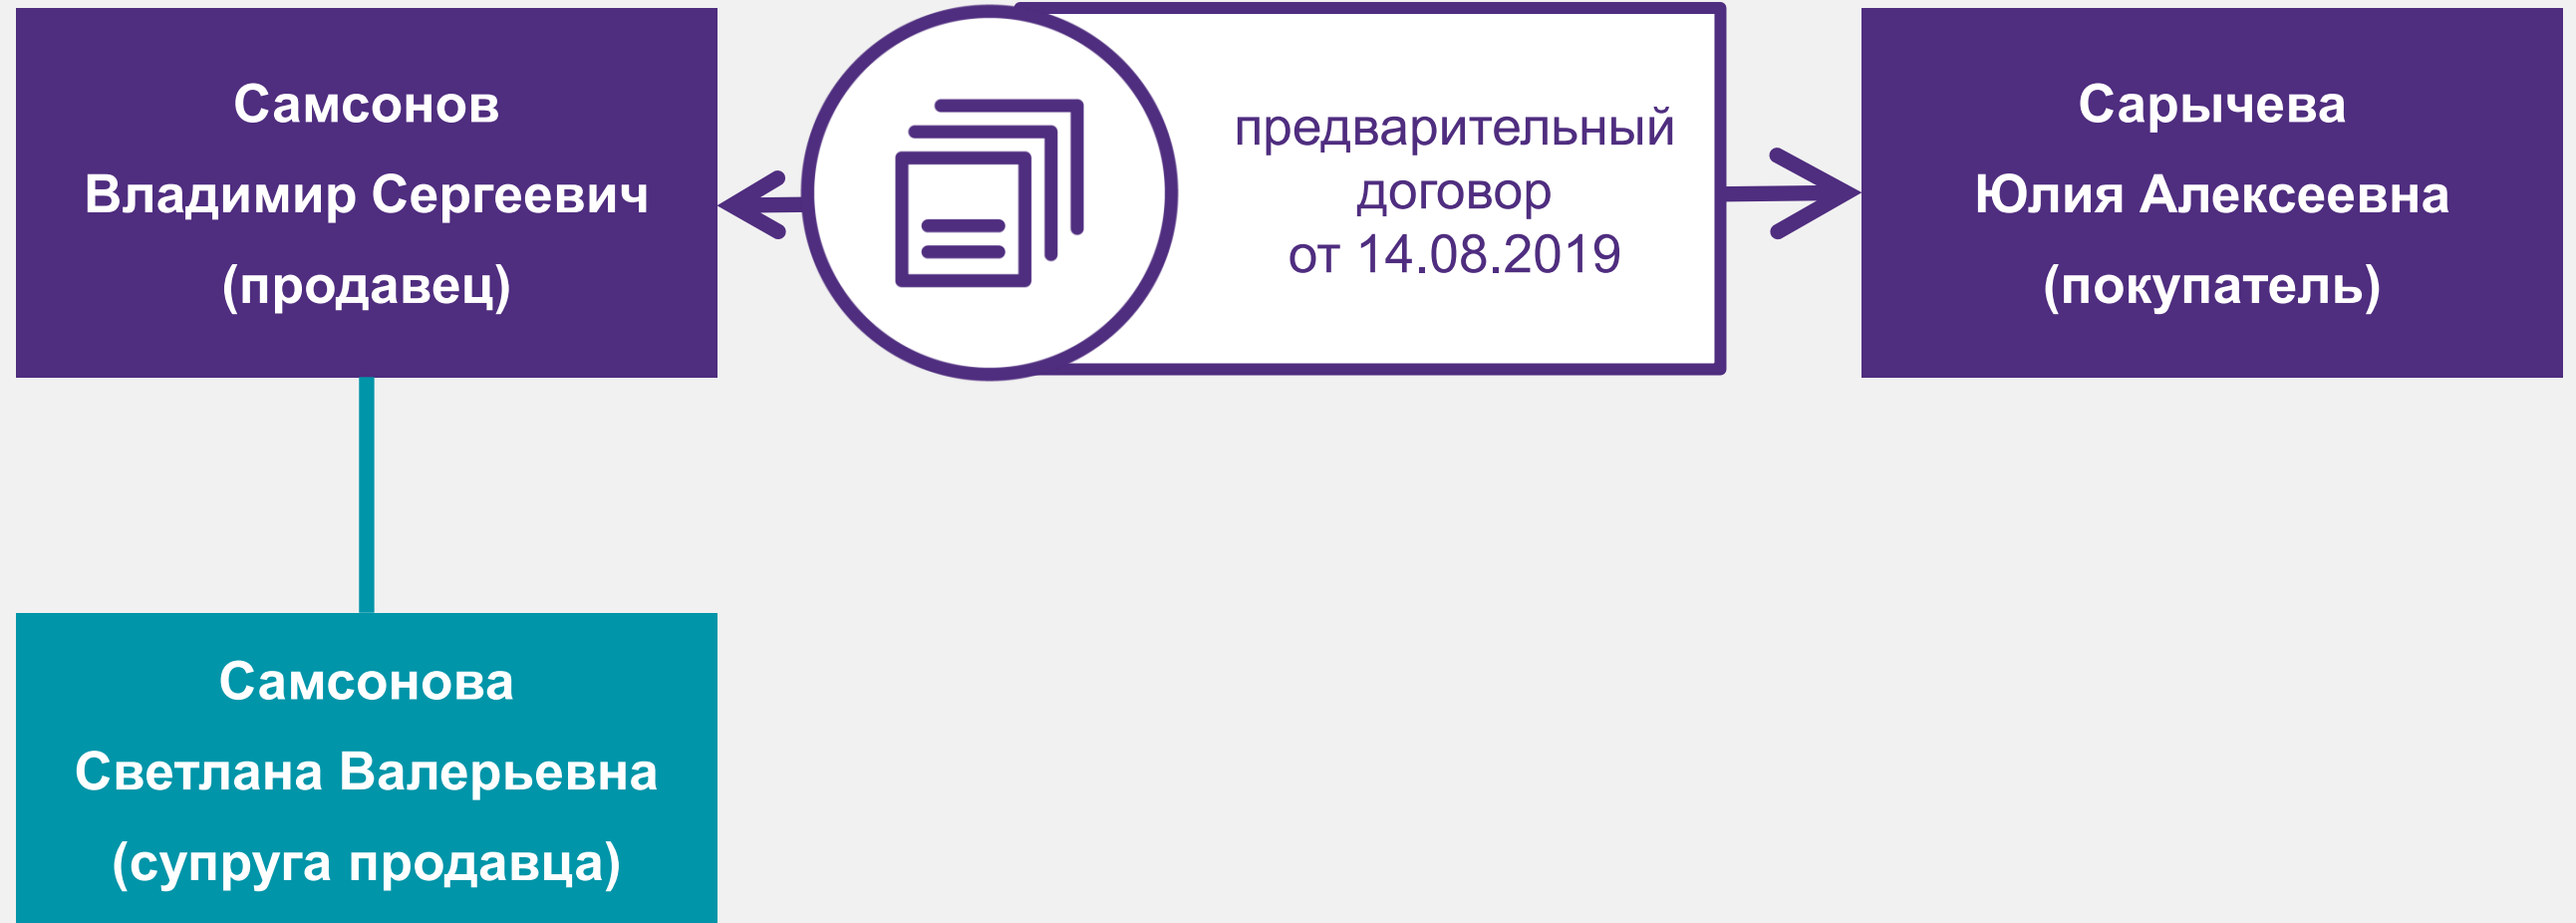 Самсонов
Владимир Сергеевич
(продавец)
предварительный
договор
от 14.08.2019
Сарычева
Юлия Алексеевна
(покупатель)
Самсонова
Светлана Валерьевна
(супруга продавца)